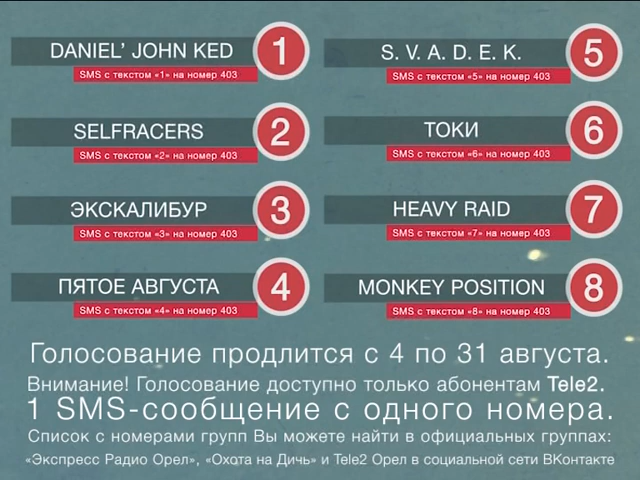 DANIEL' JOHN KED
1
SMS с текстом «1» на номер 403
SELFRACERS
2
SMS с текстом «2» на номер 403
ЭКСКАЛИБУР
3
SMS с текстом «3» на номер 403
ПЯТОЕ АВГУСТА
4
SMS с текстом «4» на номер 403
S. V. A. D. E. K.
5
SMS с текстом «5» на номер 403
ТОКИ
6
SMS с текстом «6» на номер 403
HEAVY RAID
7
SMS с текстом «7» на номер 403
MONKEY POSITION
8
SMS с текстом «8» на номер 403
Голосование продлится с 4 по 31 августа.
Внимание! Голосование доступно только абонентам Tele2.
1 SMS-сообщение с одного номера.
Список с номерами групп Вы можете найти в официальных группах:
«Экспресс Радио Орел», «Охота на Дичь» и Tele2 Орел в социальной сети ВКонтакте